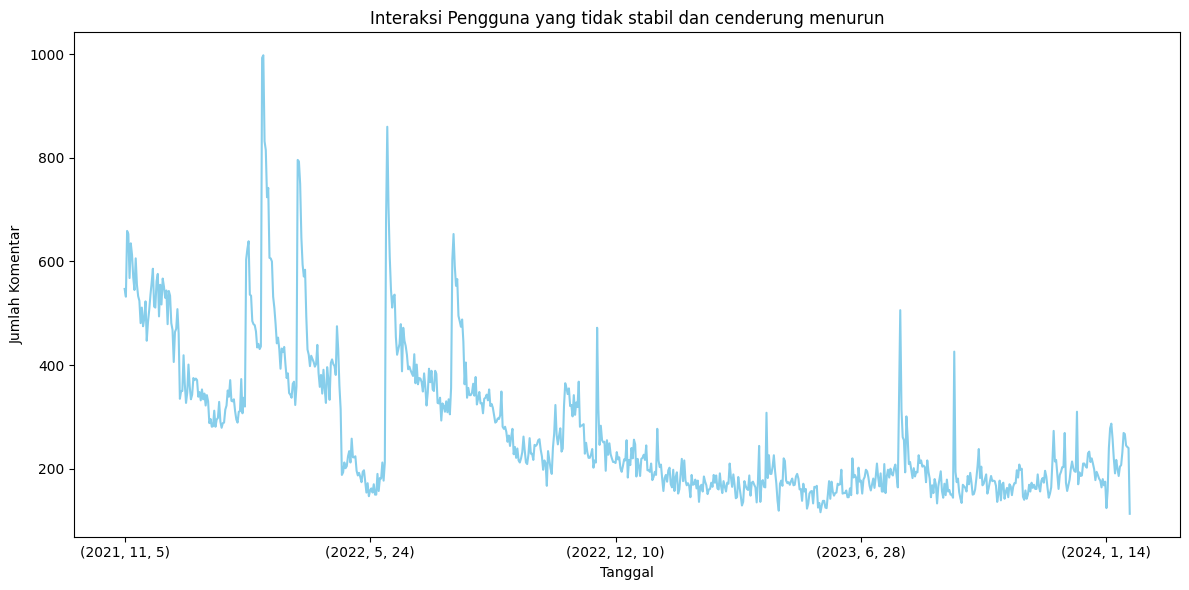 Interaksi Pengguna yang tidak stabil dan cenderung menurun
1000
800
600
400
200
Jumlah Komentar
(2021, 11, 5)
(2022, 5, 24)
(2022, 12, 10)
(2023, 6, 28)
(2024, 1, 14)
Tanggal